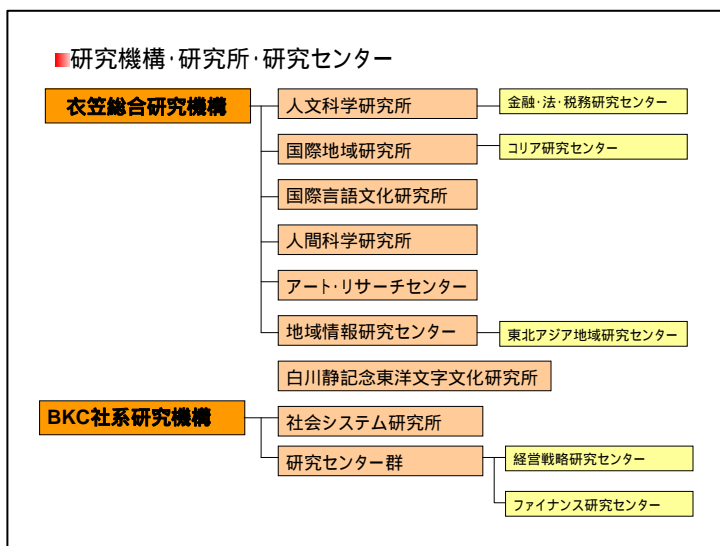 研究機構･研究所･研究センター
衣笠総合研究機構
人文科学研究所
金融･法･税務研究センター
国際地域研究所
コリア研究センター
国際言語文化研究所
人間科学研究所
アート･リサーチセンター
地域情報研究センター
東北アジア地域研究センター
白川静記念東洋文字文化研究所
BKC社系研究機構
社会システム研究所
研究センター群
経営戦略研究センター
ファイナンス研究センター